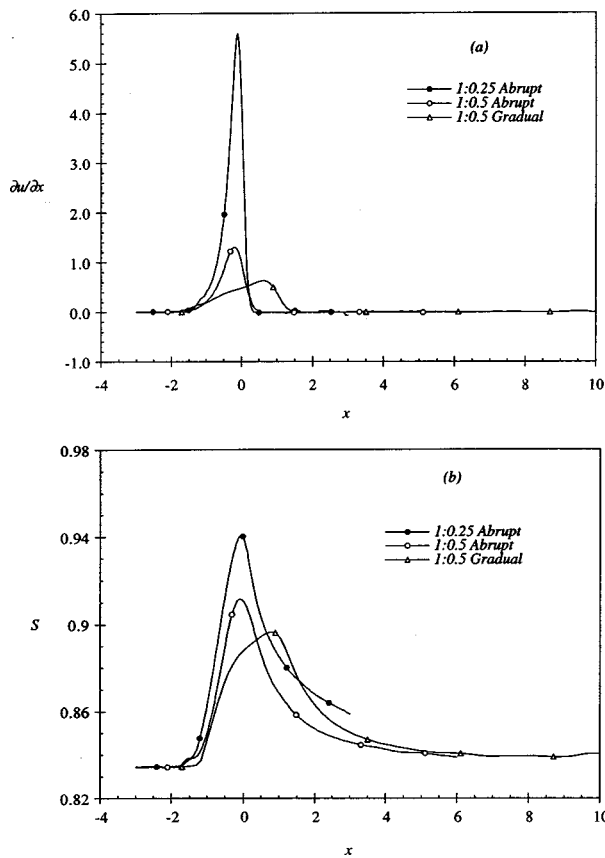 6.0
(a)
5.0
1:0.25 Abrupt
1:0.5 Abrupt
1:0.5 Gradual
4.0
∂u/∂x
3.0
2.0
1.0
0.0
-1.0
-4 -2 0 2 4 6 8 10
x
0.98
(b)
0.94
1:0.25 Abrupt
1:0.5 Abrupt
1:0.5 Gradual
S
0.9
0.86
0.82
-4 -2 0 2 4 6 8 10
x